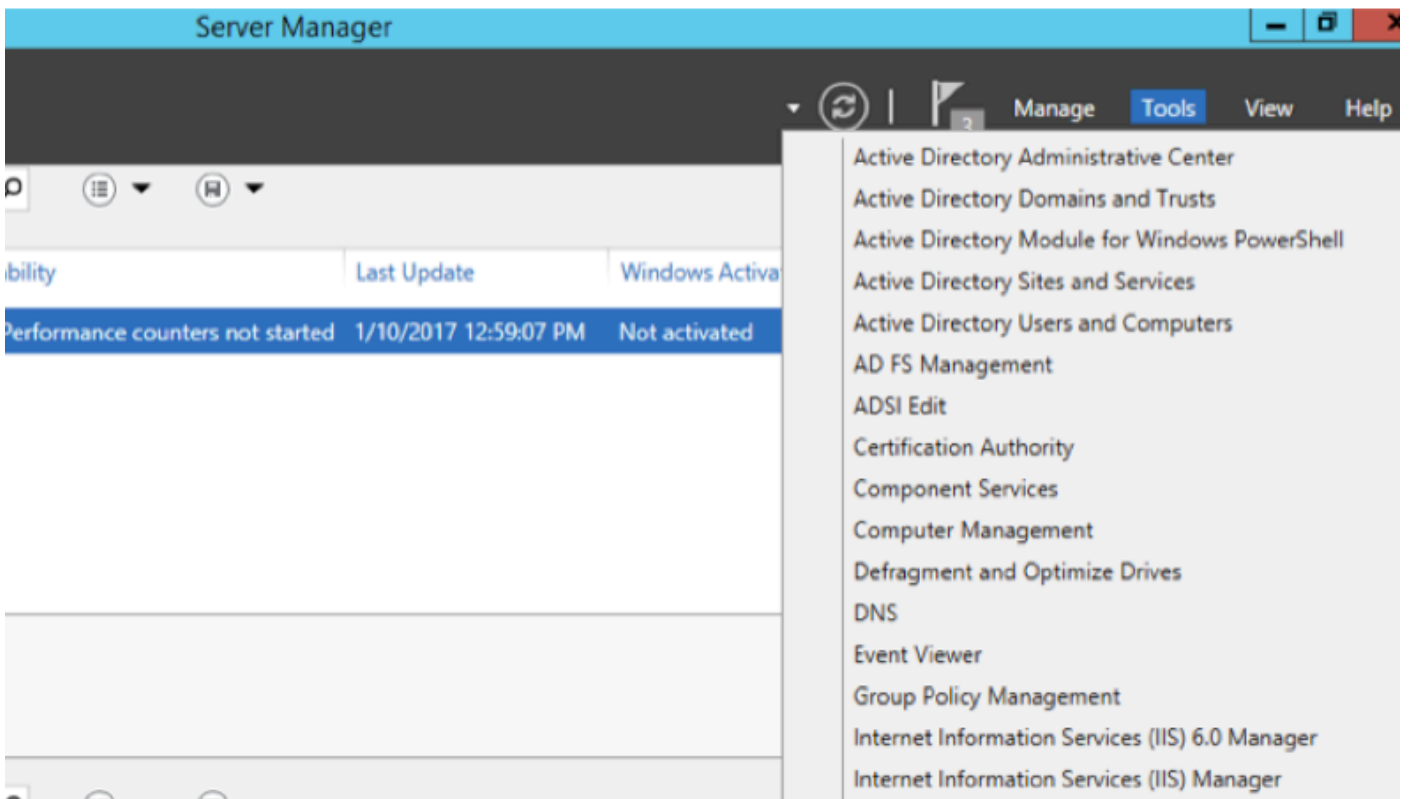 Server Manager
3
Manage Tools View Help
Active Directory Administrative Center
Active Directory Domains and Trusts
Active Directory Module for Windows PowerShell
Active Directory Sites and Services
Active Directory Users and Computers
AD FS Management
ADSI Edit
Certification Authority
Component Services
Computer Management
Defragment and Optimize Drives
DNS
Event Viewer
Group Policy Management
Internet Information Services (IIS) 6.0 Manager
Internet Information Services (IIS) Manager
bility Last Update Windows Activa
Performance counters not started 1/10/2017 12:59:07 PM Not activated